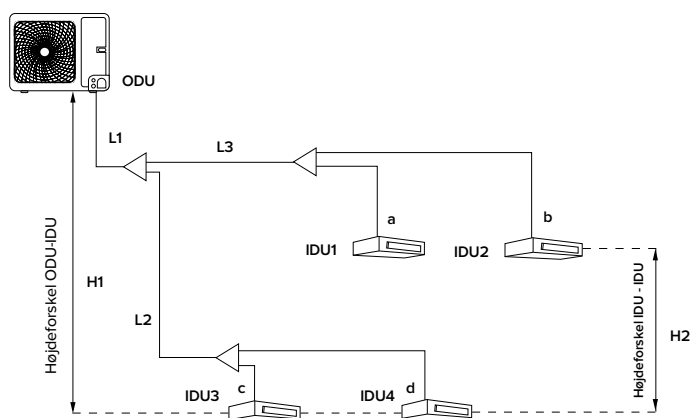 ODU
L1
L3
a
b
IDU1
IDU2
Højdeforskel ODU-IDU
H1
Højdeforskel IDU - IDU
H2
L2
IDU3
c
IDU4
d